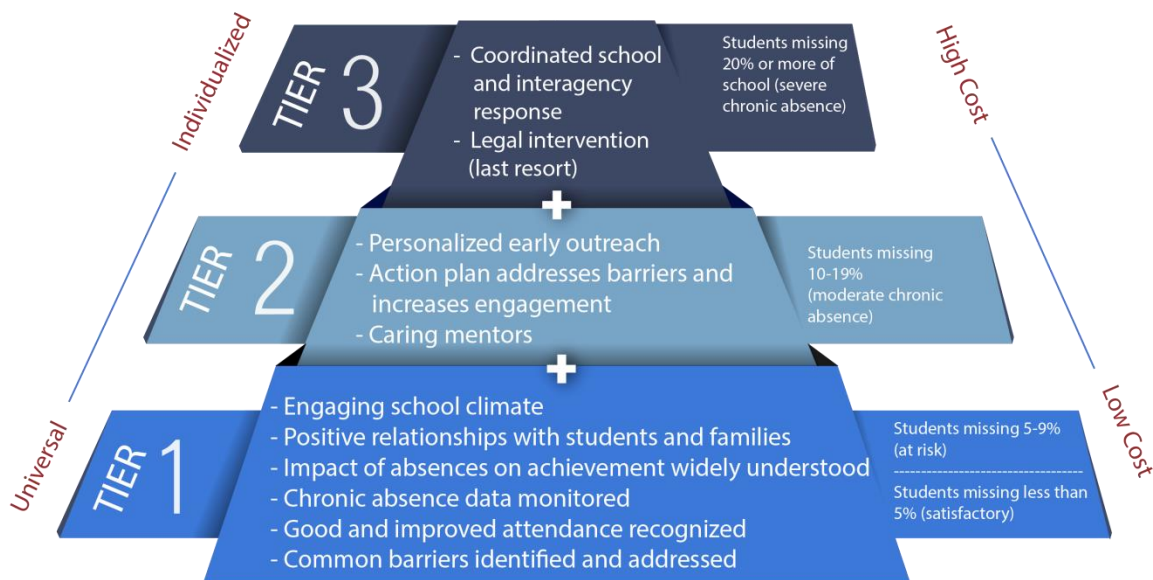 Individualized
High Cost
TIER 3
- Coordinated school
and interagency
response
- Legal intervention
(last resort)
Students missing
20% or more of
school (severe
chronic absence)
+
TIER 2
- Personalized early outreach
- Action plan addresses barriers and
increases engagement
- Caring mentors
Students missing
10-19%
(moderate chronic
absence)
+
Universal
Low Cost
TIER 1
- Engaging school climate
- Positive relationships with students and families
- Impact of absences on achievement widely understood
- Chronic absence data monitored
- Good and improved attendance recognized
- Common barriers identified and addressed
Students missing 5-9%
(at risk)
------------------------------------
Students missing less than
5% (satisfactory)